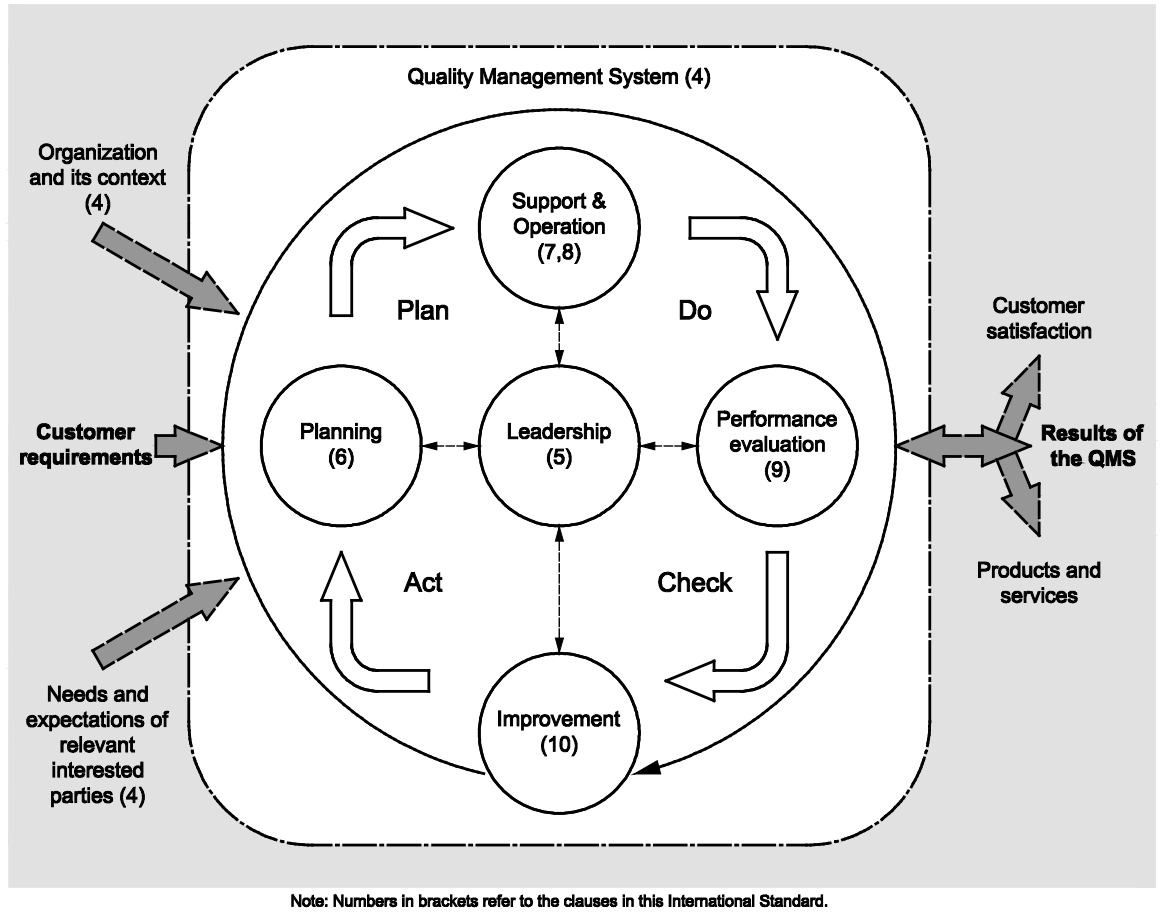 Quality Management System (4)
Organization
and its context
(4)
Support &
Operation
(7,8)
Plan
Do
Customer
satisfaction
Customer
requirements
Planning
(6)
Leadership
(5)
Performance
evaluation
(9)
Results of
the QMS
Act
Check
Products and
services
Needs and
expectations of
relevant
interested
parties (4)
Improvement
(10)
Note: Numbers in brackets refer to the clauses in this International Standard.